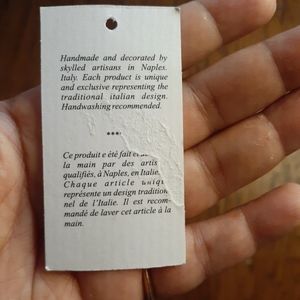 Handmade and decorated by
skylled artisans in Naples.
Italy. Each product is unique
and exclusive representing the
traditional italian design.
Handwashing recommended.
****
Ce produit e été fait
la main par des
qualifiés, à Naples, en Italie.
Chaque article
représente un design
nel de l'Italie. Il est recom-
mandé de laver cet article à la
main.